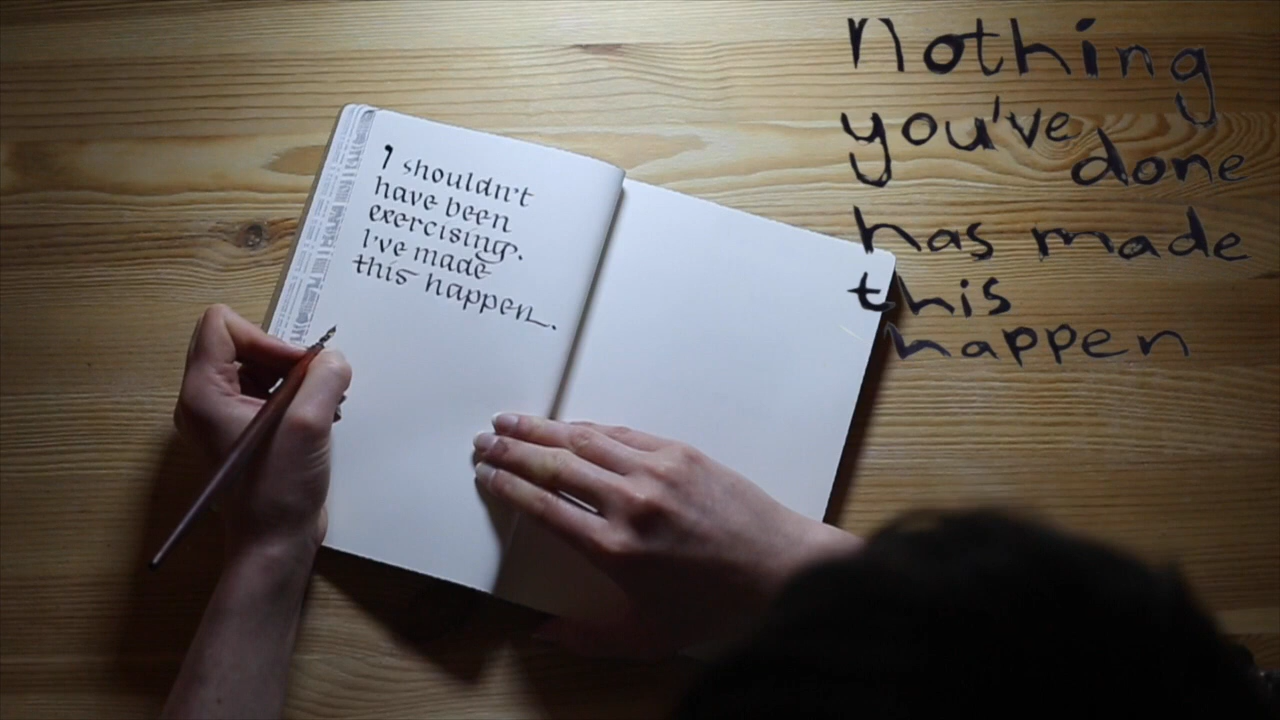 I shouldn't
have been
exercising.
I've made
this happen.
Nothing
you've done
has made
this
happen